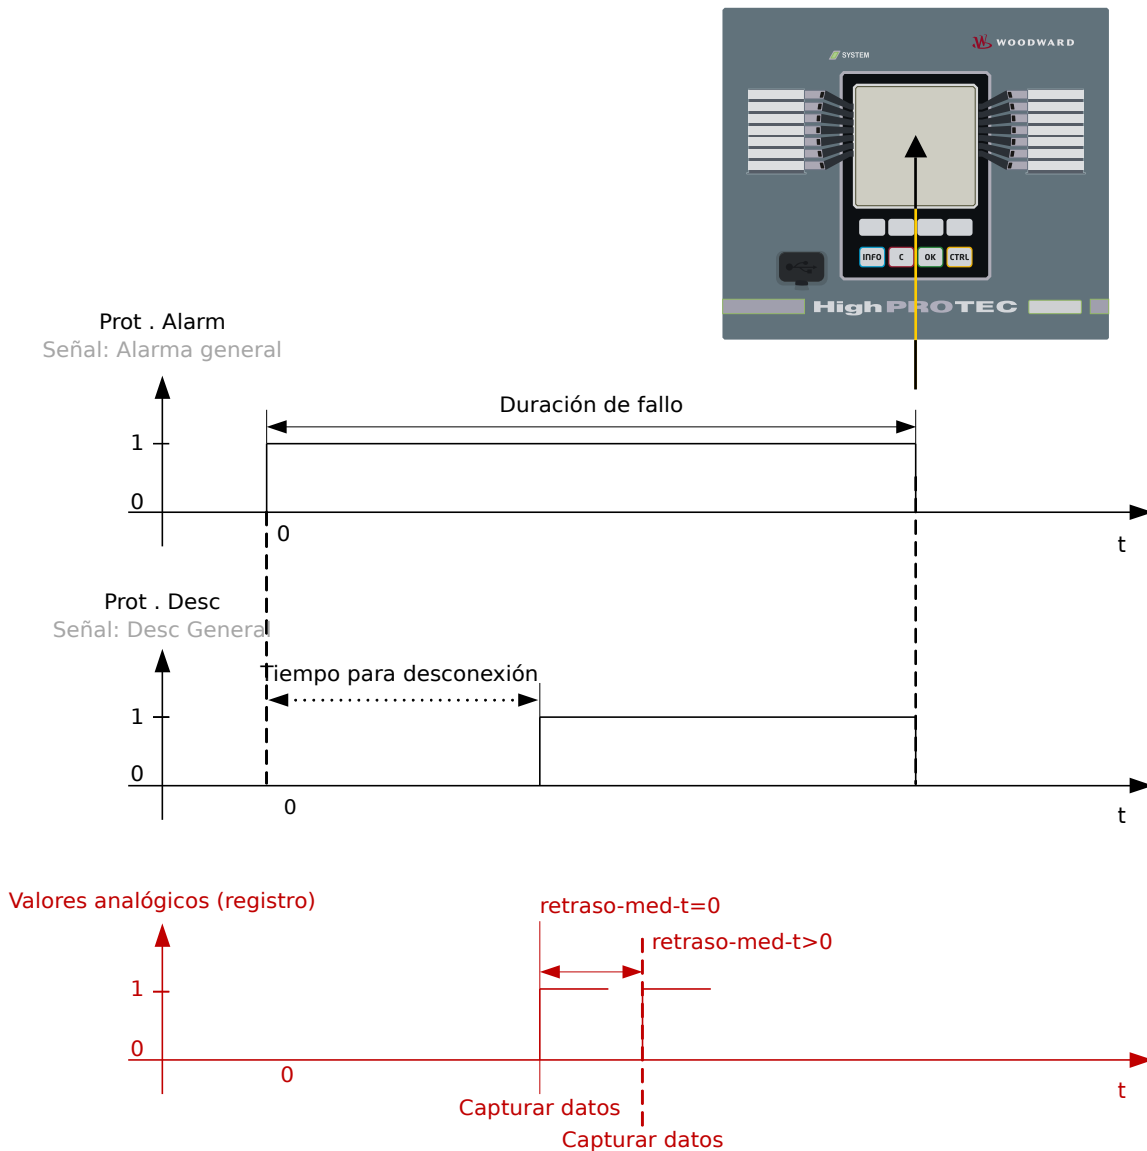 WOODWARD
SYSTEM
INFO
C
OK
CTRL
HighPROTEC
Prot . Alarm
Señal: Alarma general
Duración de fallo
1
0
0
t
Prot . Desc
Señal: Desc General
Tiempo para desconexión
1
0
0
t
Valores analógicos (registro)
retraso-med-t=0
retraso-med-t>0
1
0
0
t
Capturar datos
Capturar datos